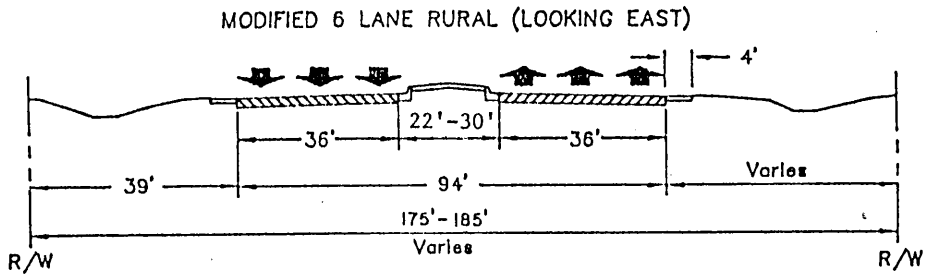 MODIFIED 6 LANE RURAL (LOOKING EAST)
4'
36'
22'-30'
36'
39'
94'
Varies
175'-185'
Varies
R/W
R/W